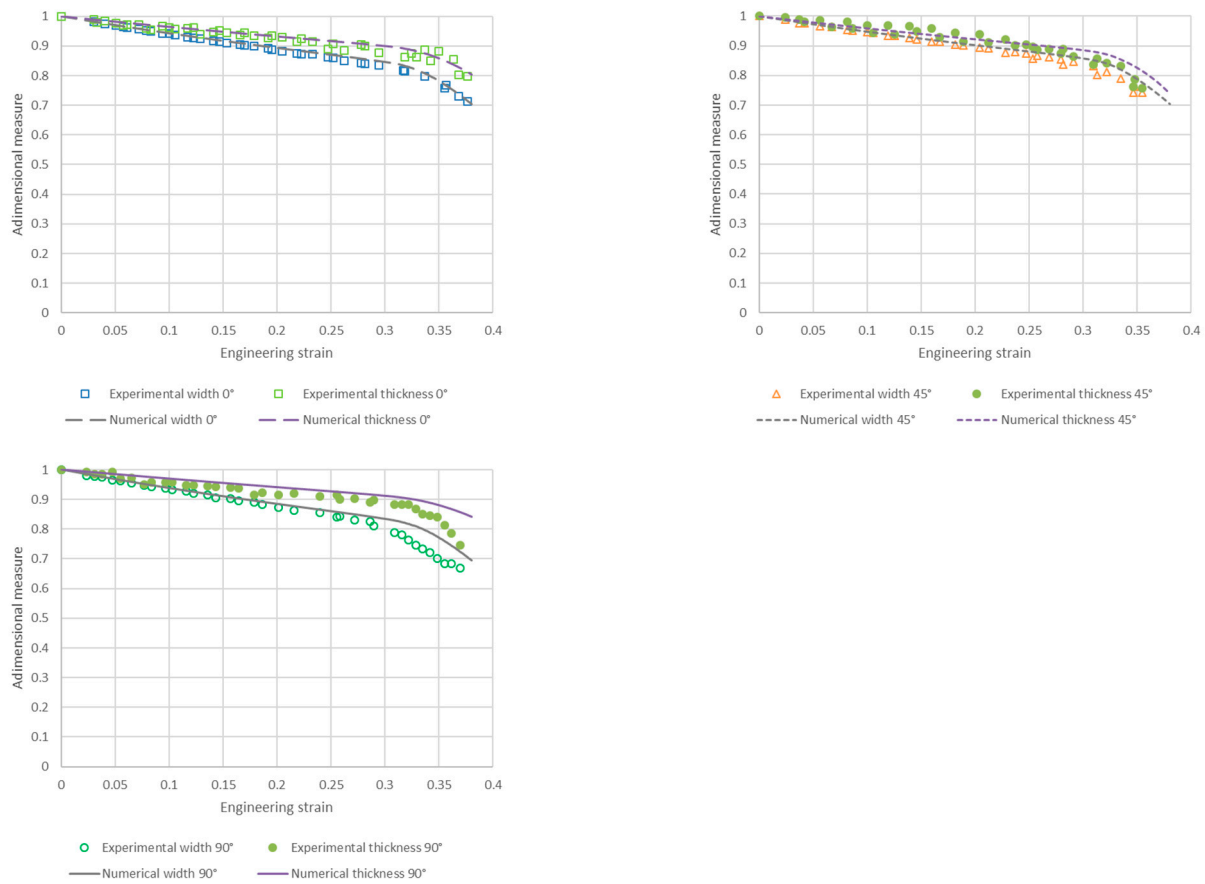 1
0.9
0.8
0.7
0.6
0.5
0.4
0.3
0.2
0.1
0
Adimensional measure
0 0.05 0.1 0.15 0.2 0.25 0.3 0.35 0.4
Engineering strain
Experimental width 0° Experimental thickness 0°
Numerical width 0° Numerical thickness 0°
1
0.9
0.8
0.7
0.6
0.5
0.4
0.3
0.2
0.1
0
Adimensional measure
0 0.05 0.1 0.15 0.2 0.25 0.3 0.35 0.4
Engineering strain
Experimental width 45° Experimental thickness 45°
Numerical width 45° Numerical thickness 45°
1
0.9
0.8
0.7
0.6
0.5
0.4
0.3
0.2
0.1
0
Adimensional measure
0 0.05 0.1 0.15 0.2 0.25 0.3 0.35 0.4
Engineering strain
Experimental width 90° Experimental thickness 90°
Numerical width 90° Numerical thickness 90°